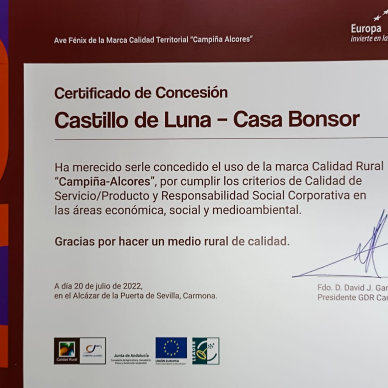 Ave Fénix de la Marca Calidad Territorial "Campiña Alcores"
Europa
invierte en la
Certificado de Concesión
Castillo de Luna – Casa Bonsor
Ha merecido serle concedido el uso de la marca Calidad Rural
"Campiña-Alcores", por cumplir los criterios de Calidad de
Servicio/Producto y Responsabilidad Social Corporativa en
las áreas económica, social y medioambiental.
Gracias por hacer un medio rural de calidad.
A día 20 de julio de 2022,
en el Alcázar de la Puerta de Sevilla, Carmona.
Fdo. D. David J. Gar
Presidente GDR Ca
Calidad Rural
Junta de Andalucía